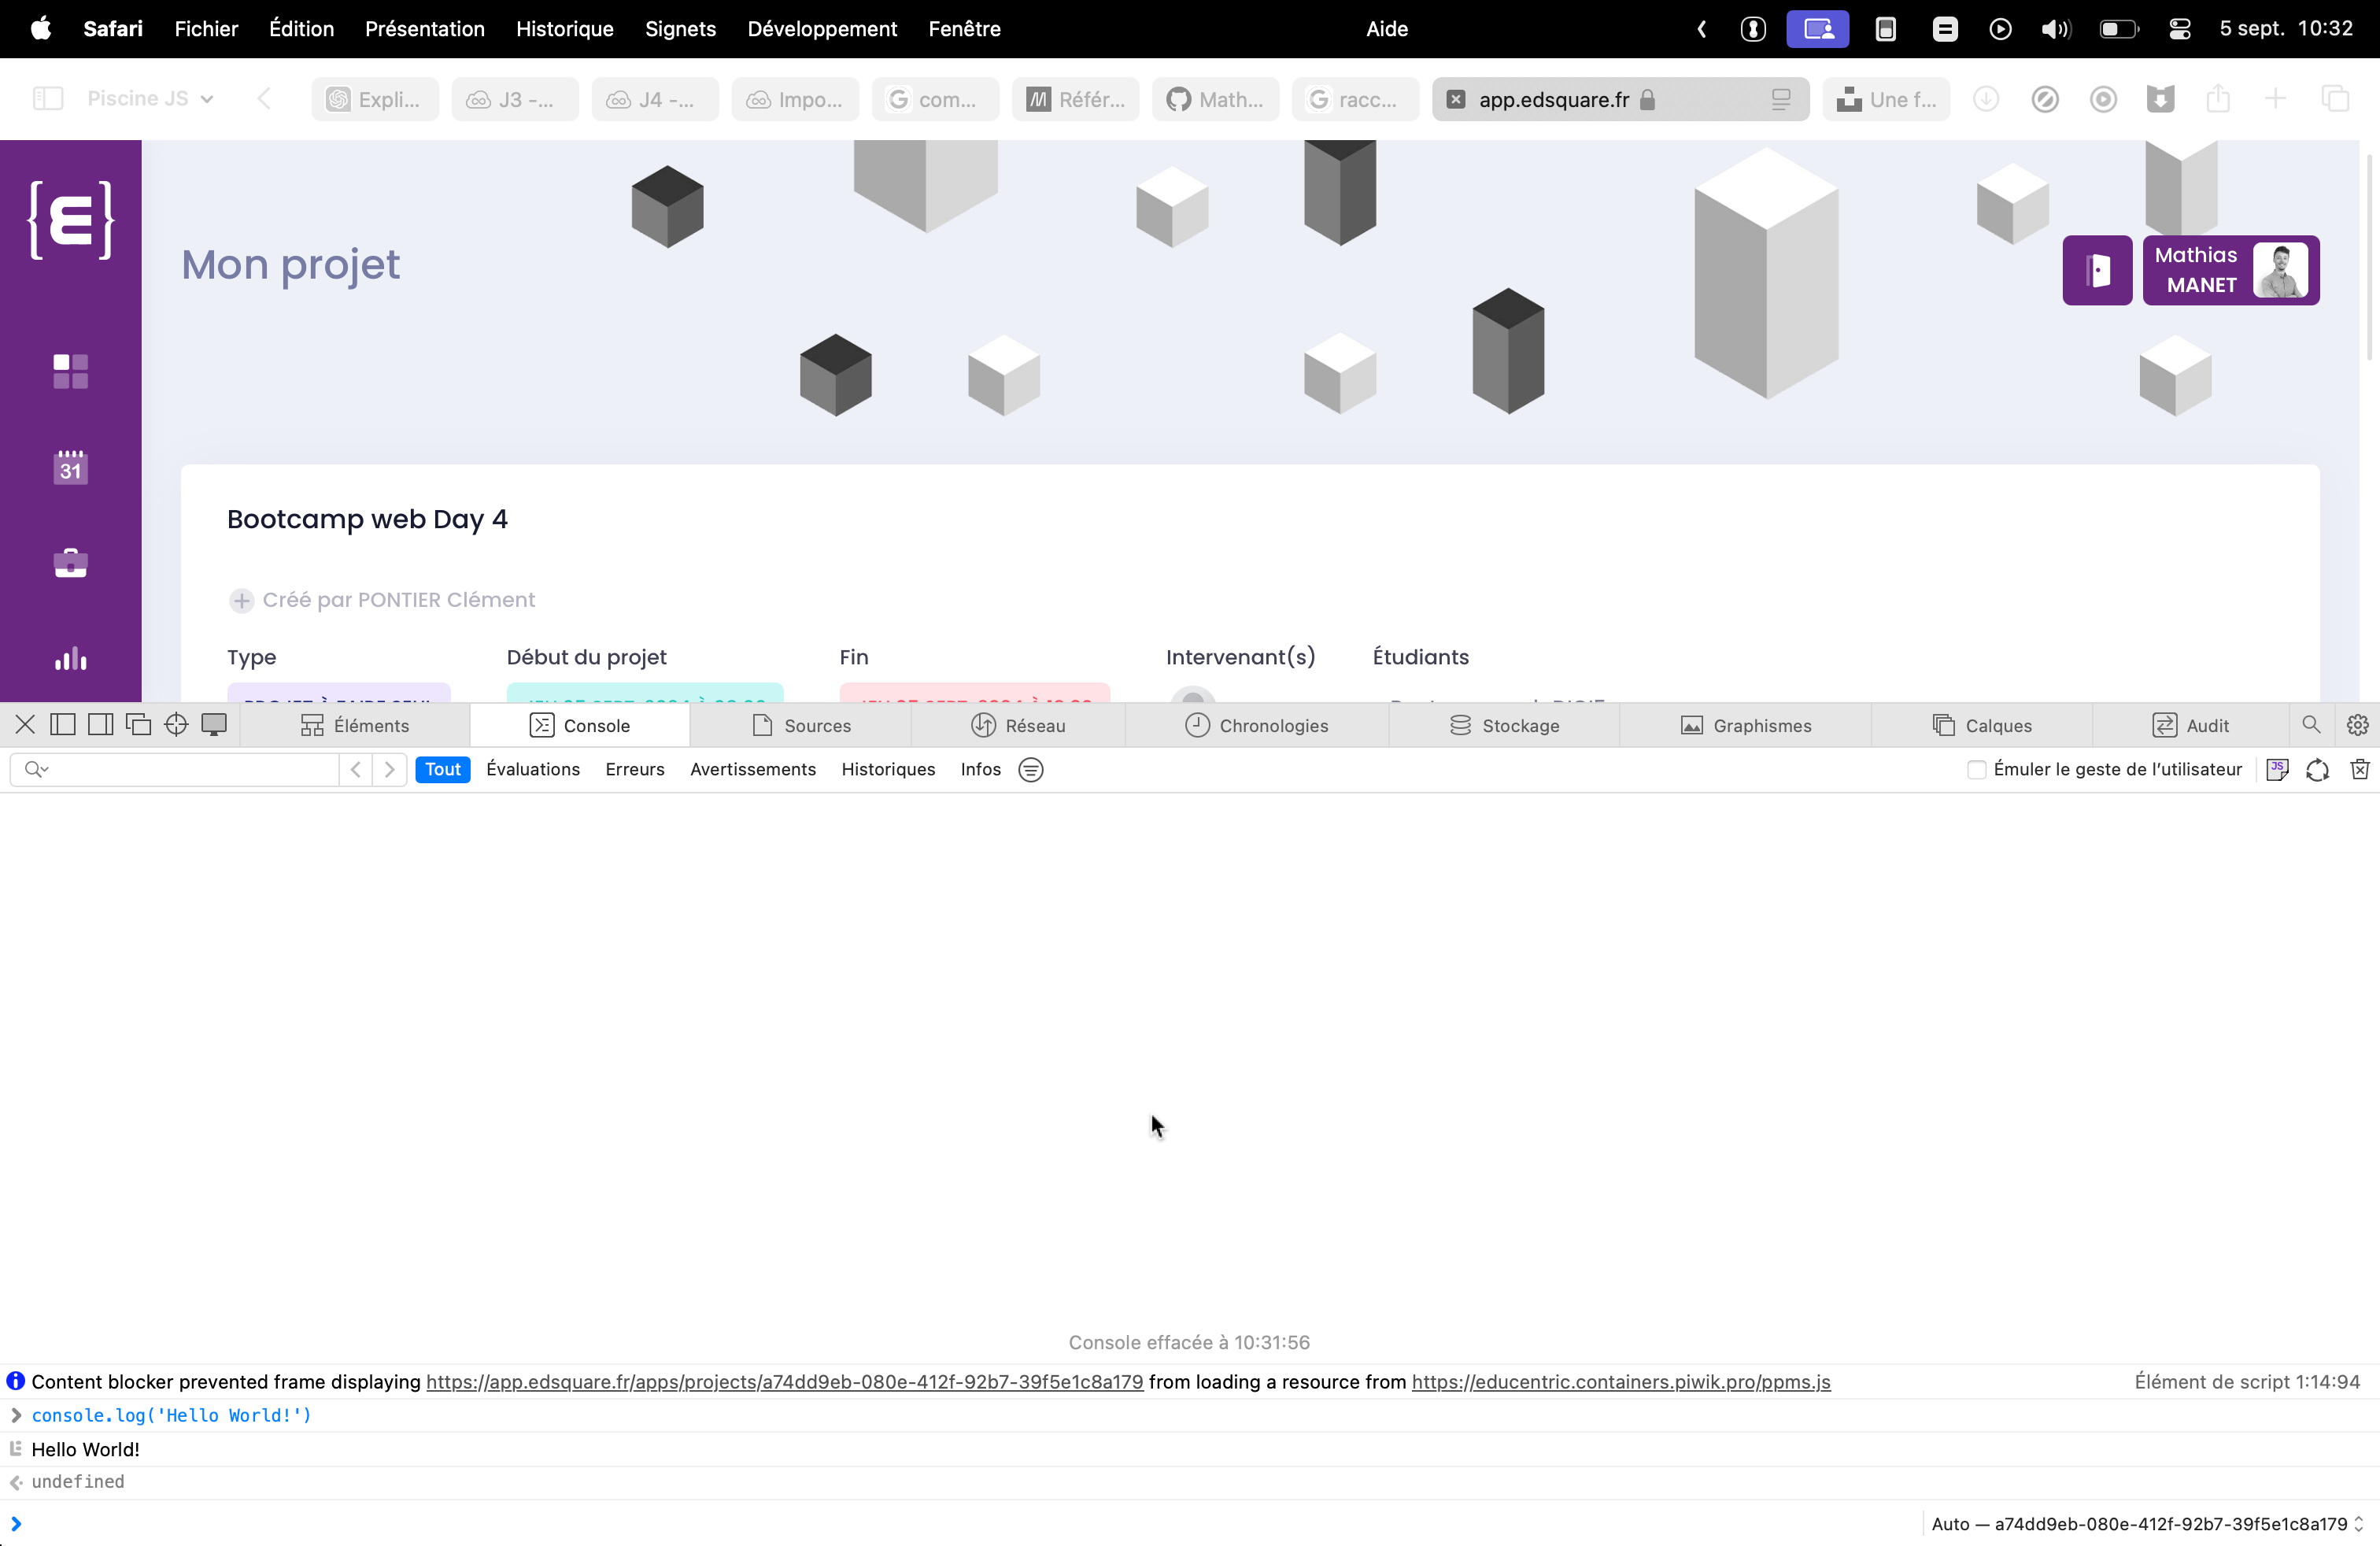 Safari Fichier Édition Présentation Historique Signets Développement Fenêtre Aide 5 sept. 10:32
Piscine JS Expli... J3 -... J4 -... Impo... com... Référ... Math... racc... app.edsquare.fr Une f...
Mon projet
Mathias
MANET
31
Bootcamp web Day 4
Créé par PONTIER Clément
Type Début du projet Fin Intervenant(s) Étudiants
Éléments Console Sources Réseau Chronologies Stockage Graphismes Calques Audit
Tout Évaluations Erreurs Avertissements Historiques Infos Émuler le geste de l’utilisateur JS
Console effacée à 10:31:56
Content blocker prevented frame displaying https://app.edsquare.fr/apps/projects/a74dd9eb-080e-412f-92b7-39f5e1c8a179 from loading a resource from https://educentric.containers.piwik.pro/ppms.js Élément de script 1:14:94
console.log('Hello World!')
Hello World!
undefined
Auto — a74dd9eb-080e-412f-92b7-39f5e1c8a179